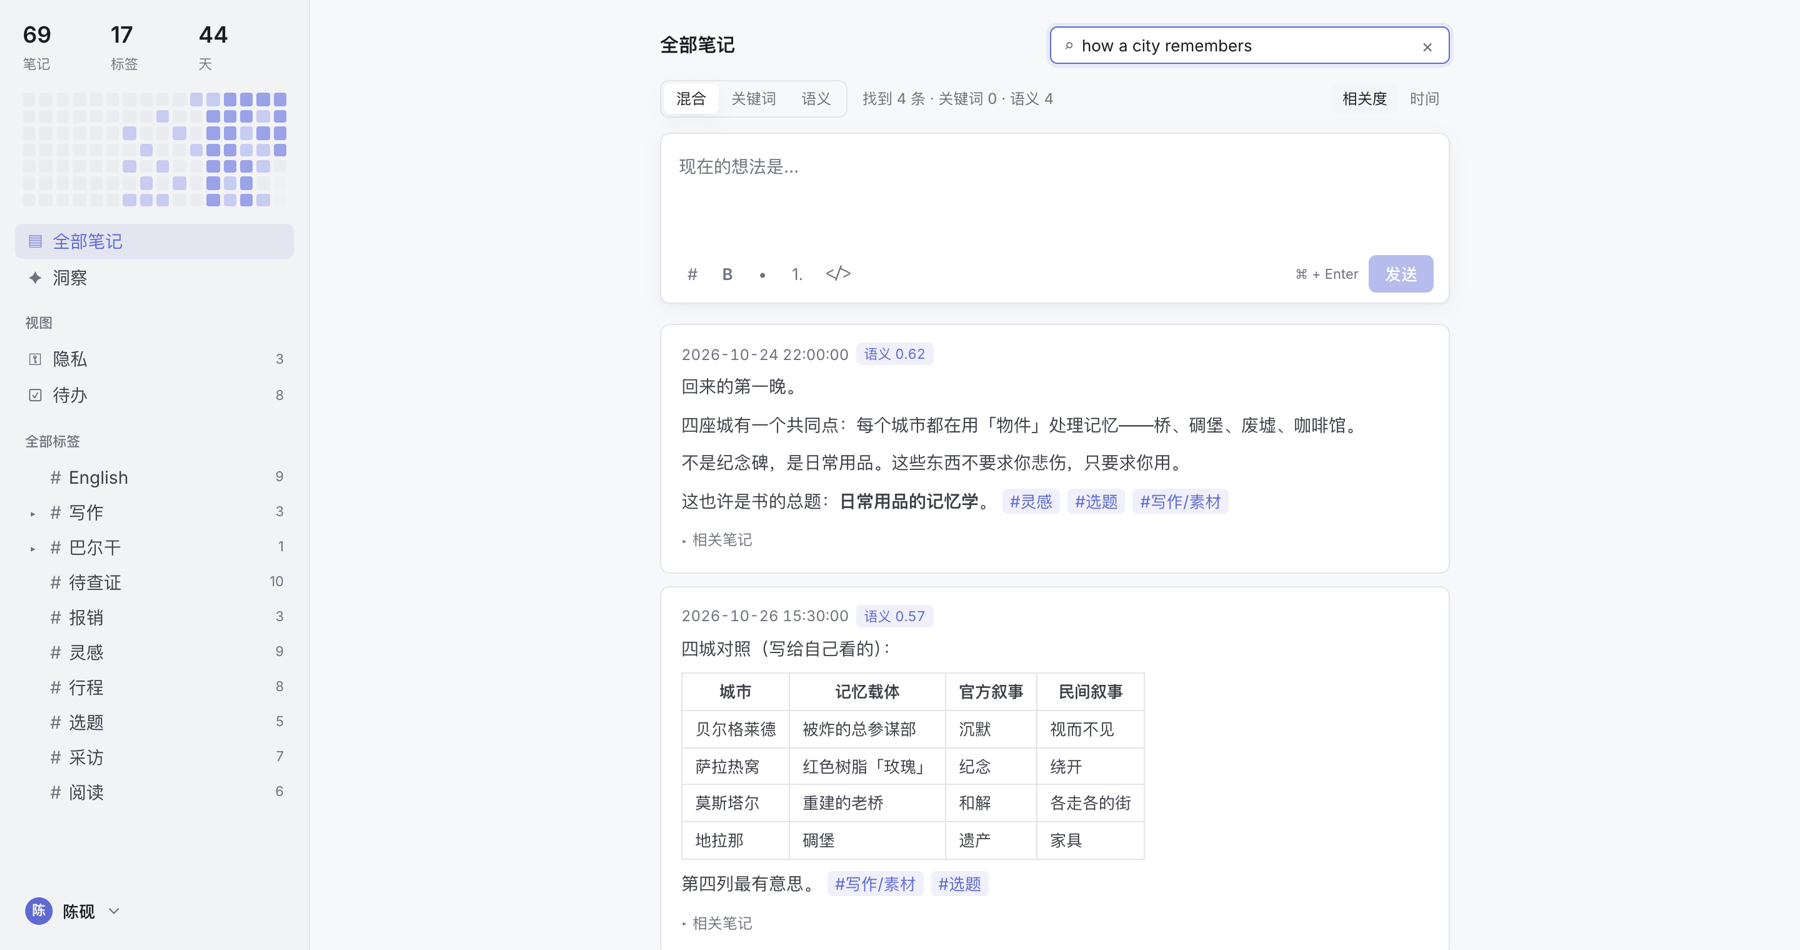 69 17 44
笔记 标签 天
全部笔记
洞察
视图
隐私 3
待办 8
全部标签
# English 9
# 写作 3
# 巴尔干 1
# 待查证 10
# 报销 3
# 灵感 9
# 行程 8
# 选题 5
# 采访 7
# 阅读 6
陈 陈砚
全部笔记
how a city remembers ×
混合 关键词 语义 找到 4 条 · 关键词 0 · 语义 4 相关度 时间
现在的想法是...
# B • 1. </> ⌘ + Enter 发送
2026-10-24 22:00:00 语义 0.62
回来的第一晚。
四座城有一个共同点：每个城市都在用「物件」处理记忆——桥、碉堡、废墟、咖啡馆。
不是纪念碑，是日常用品。这些东西不要求你悲伤，只要求你用。
这也许是书的总题：日常用品的记忆学。 #灵感 #选题 #写作/素材
相关笔记
2026-10-26 15:30:00 语义 0.57
四城对照（写给自己看的）：
城市 记忆载体 官方叙事 民间叙事
贝尔格莱德 被炸的总参谋部 沉默 视而不见
萨拉热窝 红色树脂「玫瑰」 纪念 绕开
莫斯塔尔 重建的老桥 和解 各走各的街
地拉那 碉堡 遗产 家具
第四列最有意思。 #写作/素材 #选题
相关笔记